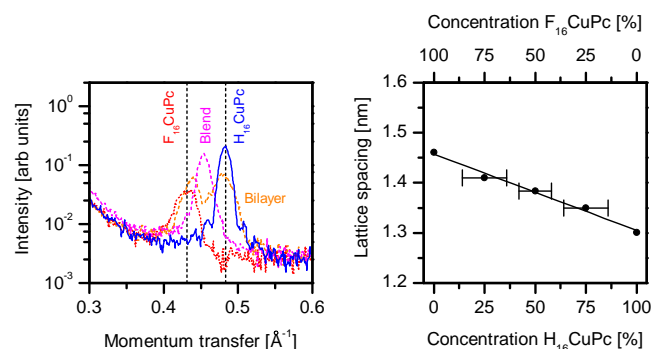 Intensity [arb units]
10⁰
10⁻¹
10⁻²
10⁻³
F₁₆CuPc
Blend
H₁₆CuPc
Bilayer
0.3 0.4 0.5 0.6
Momentum transfer [Å⁻¹]
Concentration F₁₆CuPc [%]
100 75 50 25 0
Lattice spacing [nm]
1.6
1.5
1.4
1.3
1.2
0 25 50 75 100
Concentration H₁₆CuPc [%]